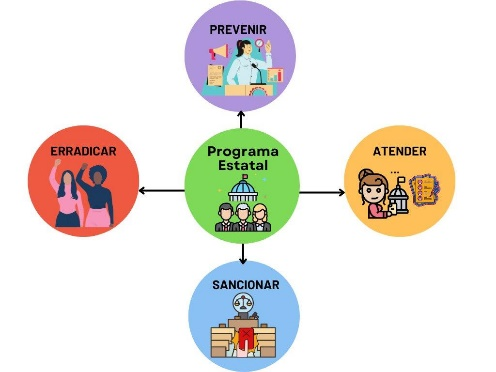 PREVENIR
ERRADICAR
Programa
Estatal
ATENDER
SANCIONAR